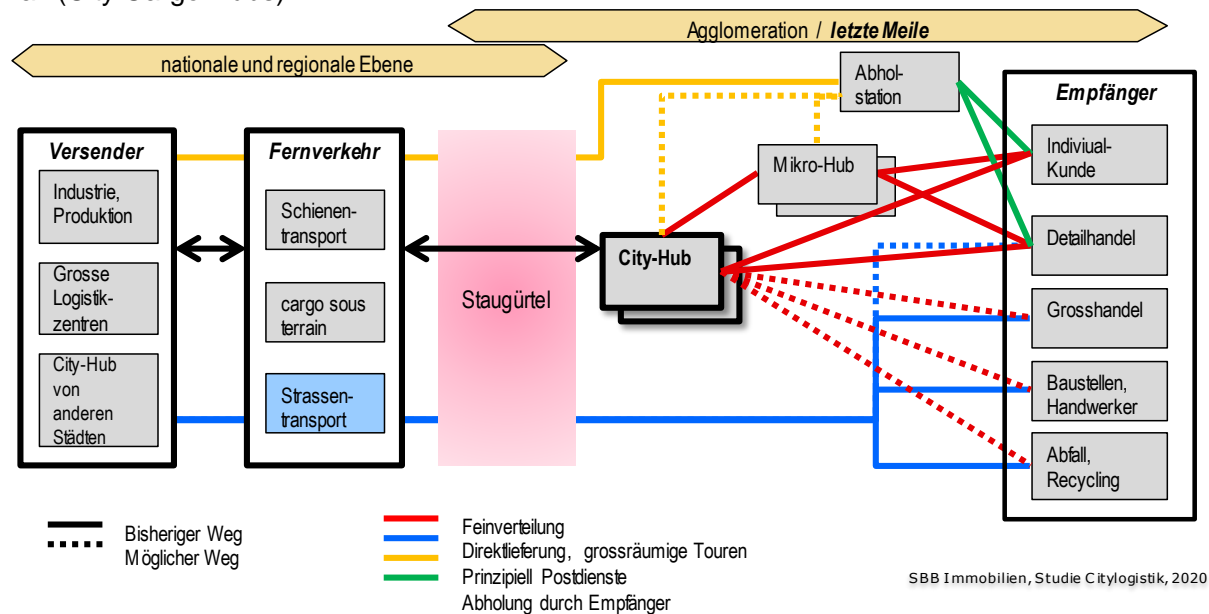 Agglomeration / letzte Meile
nationale und regionale Ebene
Versender
Industrie,
Produktion
Grosse
Logistik-
zentren
City-Hub
von
anderen
Städten
Fernverkehr
Schienen-
transport
cargo sous
terrain
Strassen-
transport
Staugürtel
City-Hub
Mikro-Hub
Abhol-
station
Empfänger
Indiviual-
Kunde
Detailhandel
Grosshandel
Baustellen,
Handwerker
Abfall,
Recycling
Bisheriger Weg
Möglicher Weg
Feinverteilung
Direktlieferung, grossräumige Touren
Prinzipiell Postdienste
Abholung durch Empfänger
SBB Immobilien, Studie Citylogistik, 2020